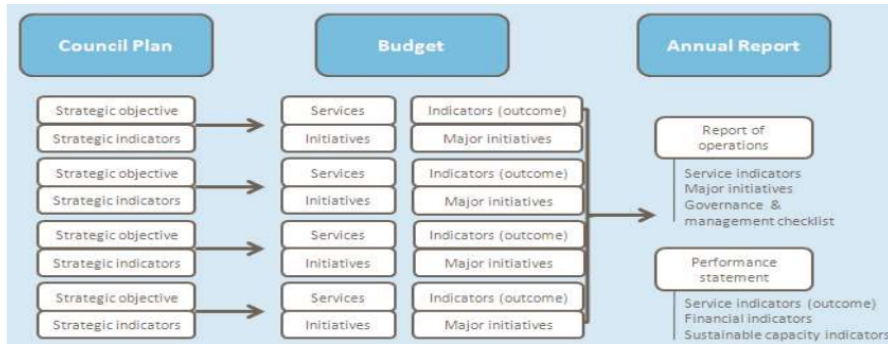 Council Plan
Budget
Annual Report
Strategic objective
Strategic indicators
Services
Initiatives
Indicators (outcome)
Major initiatives
Strategic objective
Strategic indicators
Services
Initiatives
Indicators (outcome)
Major initiatives
Strategic objective
Strategic indicators
Services
Initiatives
Indicators (outcome)
Major initiatives
Strategic objective
Strategic indicators
Services
Initiatives
Indicators (outcome)
Major initiatives
Report of
operations
Service indicators
Major initiatives
Governance &
management checklist
Performance
statement
Service indicators (outcome)
Financial indicators
Sustainable capacity indicators